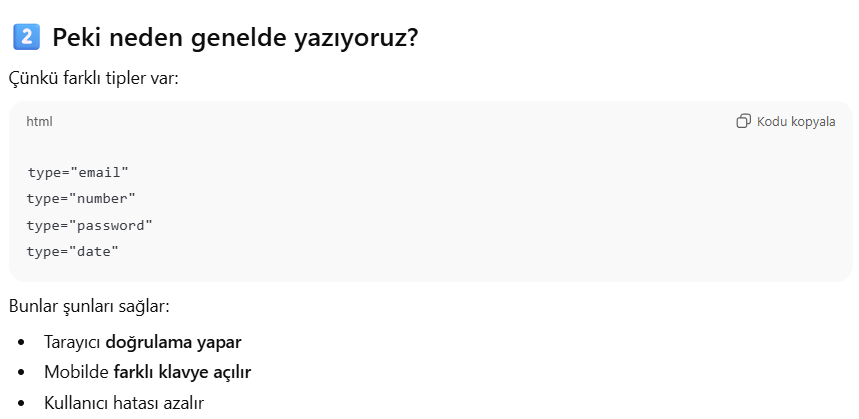 2 Peki neden genelde yazıyoruz?
Çünkü farklı tipler var:
html
Kodu kopyala
type="email"
type="number"
type="password"
type="date"
Bunlar şunları sağlar:
• Tarayıcı doğrulama yapar
• Mobilde farklı klavye açılır
• Kullanıcı hatası azalır